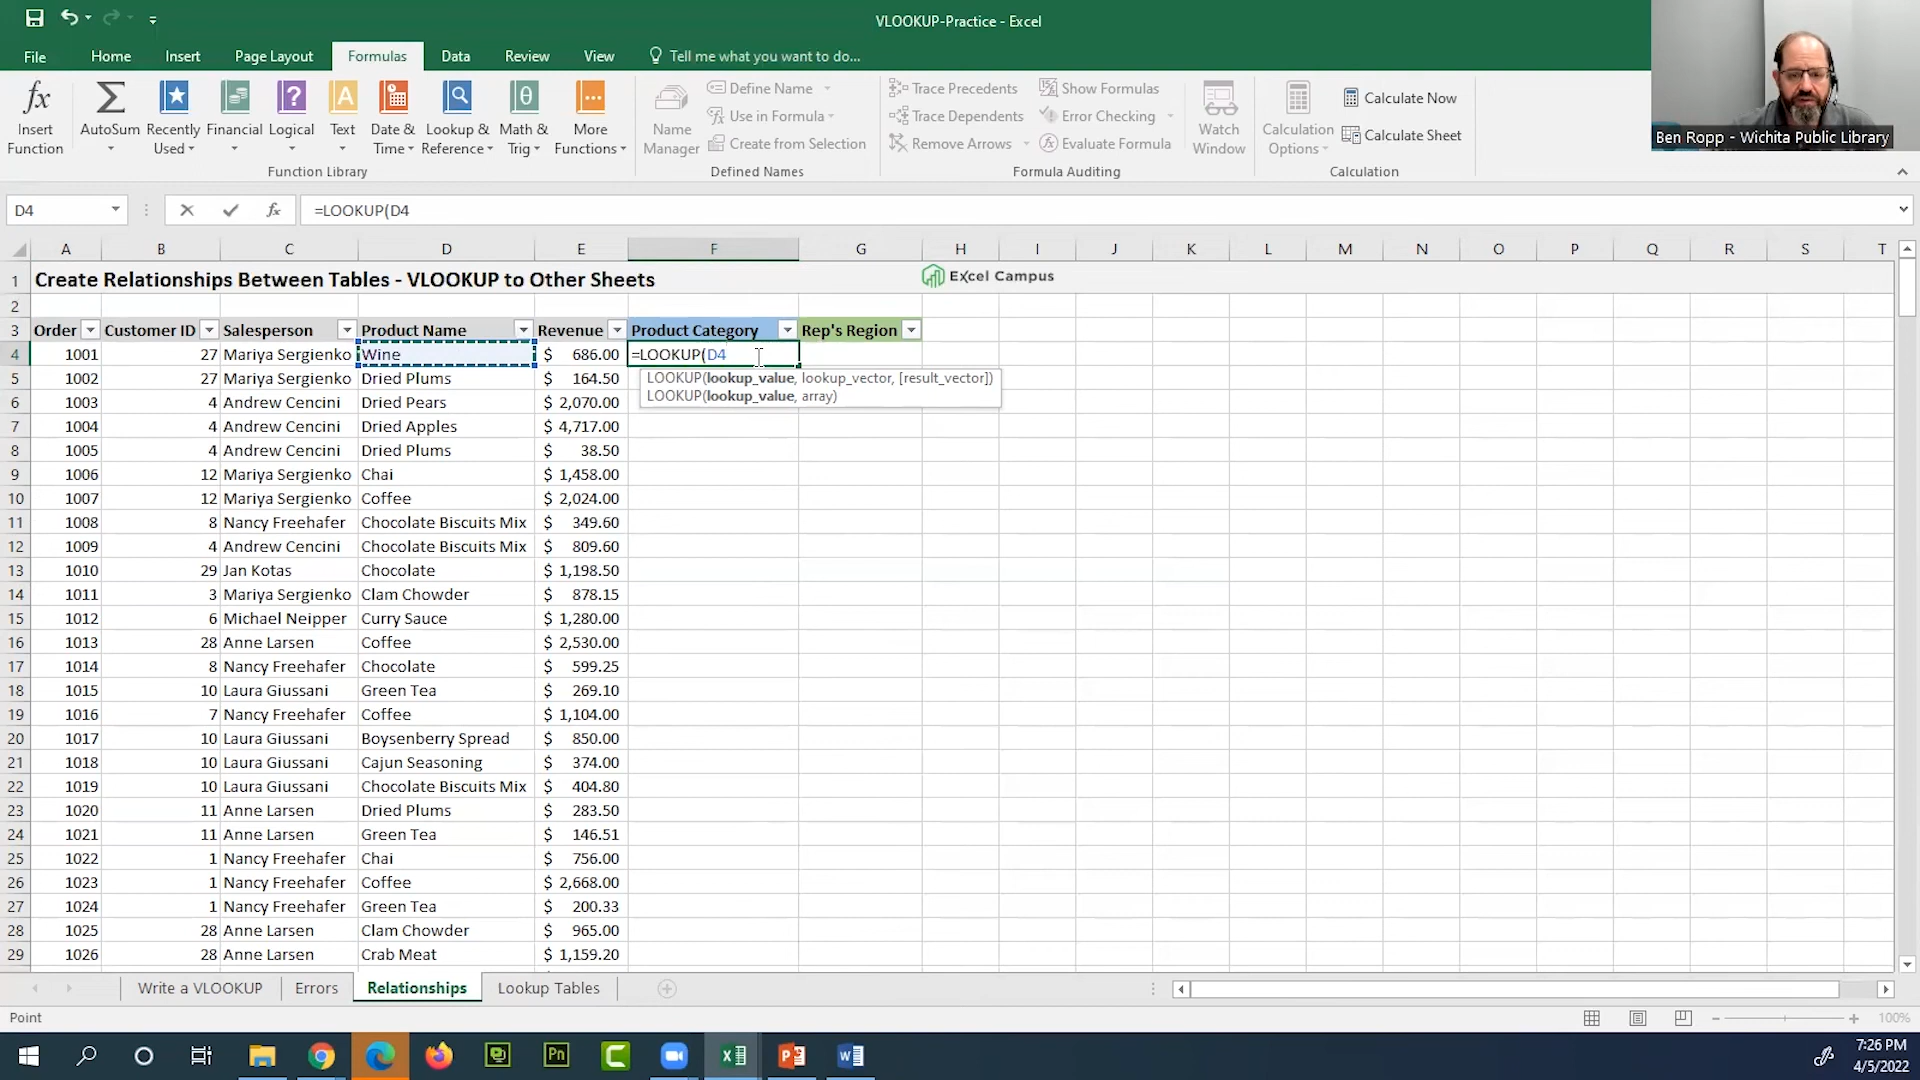 VLOOKUP-Practice - Excel
File Home Insert Page Layout Formulas Data Review View Tell me what you want to do...
Ben Ropp - Wichita Public Library
Insert Function
AutoSum
Recently Used
Financial
Logical
Text
Date & Time
Lookup & Reference
Math & Trig
More Functions
Function Library
Name Manager
Define Name
Use in Formula
Create from Selection
Defined Names
Trace Precedents
Trace Dependents
Remove Arrows
Show Formulas
Error Checking
Evaluate Formula
Formula Auditing
Watch Window
Calculation Options
Calculate Now
Calculate Sheet
Calculation
D4 fx =LOOKUP(D4
A B C D E F G H I J K L M N O P Q R S T
1 Create Relationships Between Tables - VLOOKUP to Other Sheets Excel Campus
2
3 Order Customer ID Salesperson Product Name Revenue Product Category Rep's Region
4 1001 27 Mariya Sergienko Wine $ 686.00 =LOOKUP(D4
LOOKUP(lookup_value, lookup_vector, [result_vector])
LOOKUP(lookup_value, array)
5 1002 27 Mariya Sergienko Dried Plums $ 164.50
6 1003 4 Andrew Cencini Dried Pears $ 2,070.00
7 1004 4 Andrew Cencini Dried Apples $ 4,717.00
8 1005 4 Andrew Cencini Dried Plums $ 38.50
9 1006 12 Mariya Sergienko Chai $ 1,458.00
10 1007 12 Mariya Sergienko Coffee $ 2,024.00
11 1008 8 Nancy Freehafer Chocolate Biscuits Mix $ 349.60
12 1009 4 Andrew Cencini Chocolate Biscuits Mix $ 809.60
13 1010 29 Jan Kotas Chocolate $ 1,198.50
14 1011 3 Mariya Sergienko Clam Chowder $ 878.15
15 1012 6 Michael Neipper Curry Sauce $ 1,280.00
16 1013 28 Anne Larsen Coffee $ 2,530.00
17 1014 8 Nancy Freehafer Chocolate $ 599.25
18 1015 10 Laura Giussani Green Tea $ 269.10
19 1016 7 Nancy Freehafer Coffee $ 1,104.00
20 1017 10 Laura Giussani Boysenberry Spread $ 850.00
21 1018 10 Laura Giussani Cajun Seasoning $ 374.00
22 1019 10 Laura Giussani Chocolate Biscuits Mix $ 404.80
23 1020 11 Anne Larsen Dried Plums $ 283.50
24 1021 11 Anne Larsen Green Tea $ 146.51
25 1022 1 Nancy Freehafer Chai $ 756.00
26 1023 1 Nancy Freehafer Coffee $ 2,668.00
27 1024 1 Nancy Freehafer Green Tea $ 200.33
28 1025 28 Anne Larsen Clam Chowder $ 965.00
29 1026 28 Anne Larsen Crab Meat $ 1,159.20
Write a VLOOKUP Errors Relationships Lookup Tables
Point 100%
7:26 PM
4/5/2022